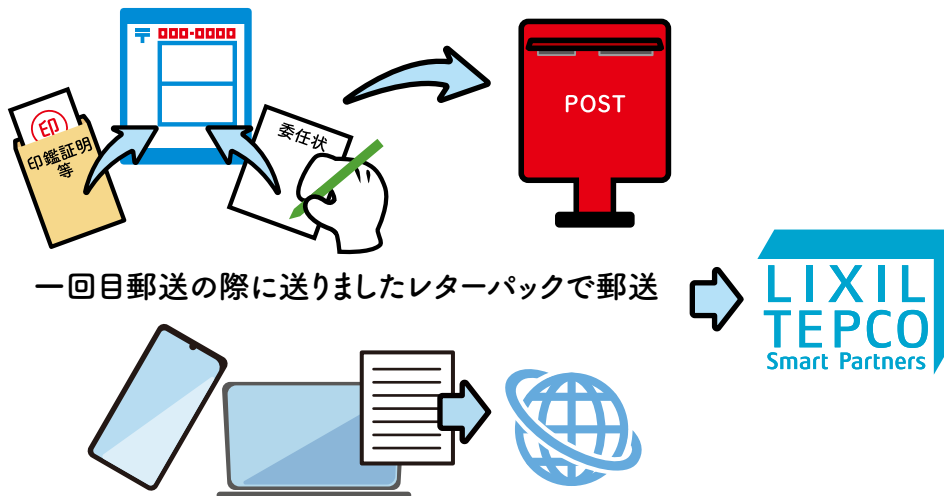 〒 000-0000
印
印鑑証明
等
委任状
POST
一回目郵送の際に送りましたレターパックで郵送
LIXIL
TEPCO
Smart Partners